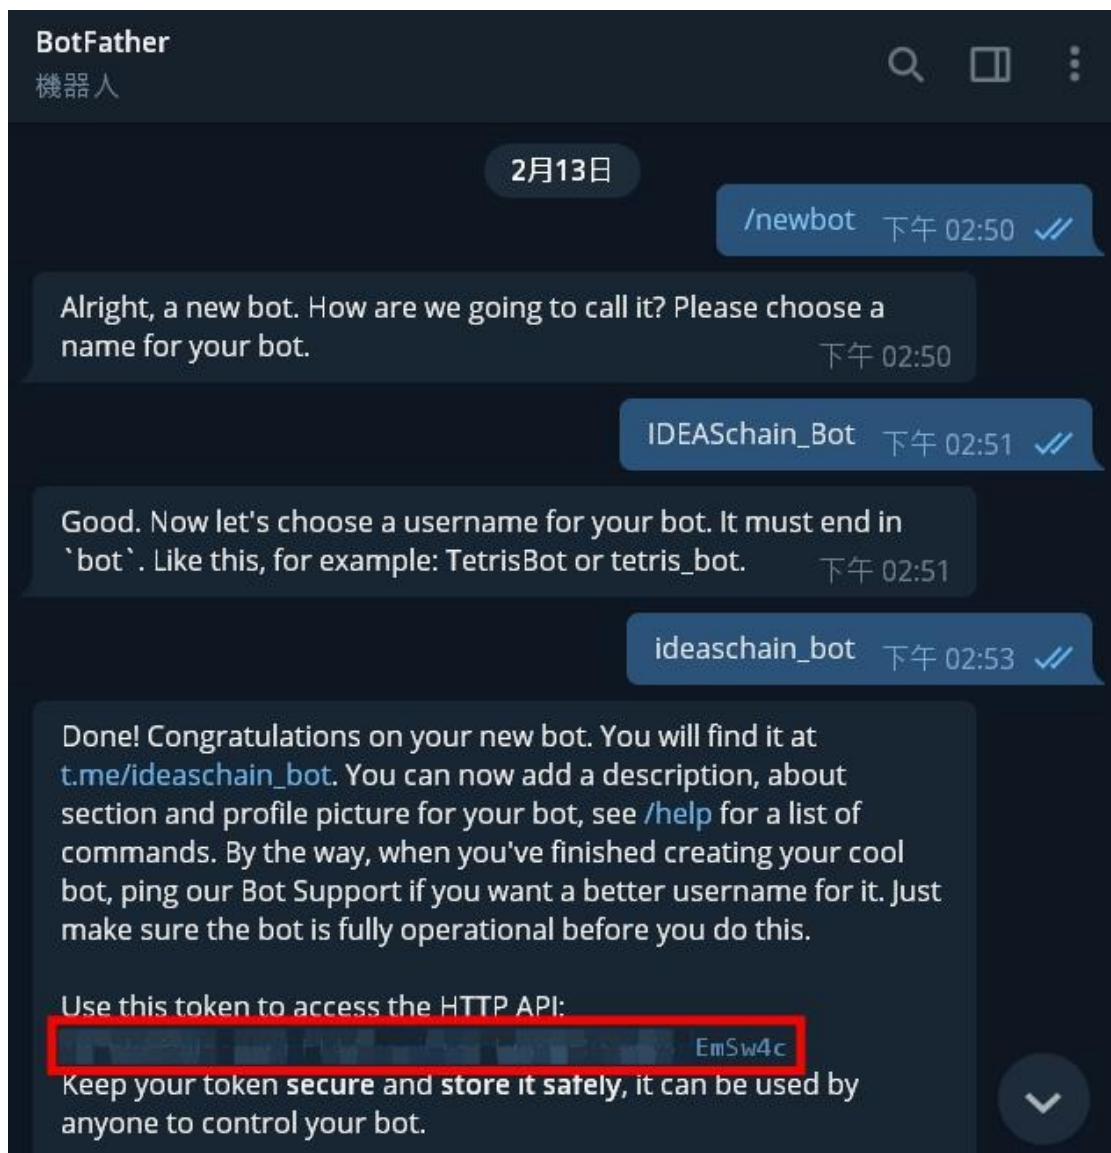 BotFather
機器人
2月13日
/newbot 下午 02:50
Alright, a new bot. How are we going to call it? Please choose a
name for your bot.
下午 02:50
IDEASchain_Bot 下午 02:51
Good. Now let's choose a username for your bot. It must end in
`bot`. Like this, for example: TetrisBot or tetris_bot.
下午 02:51
ideaschain_bot 下午 02:53
Done! Congratulations on your new bot. You will find it at
t.me/ideaschain_bot. You can now add a description, about
section and profile picture for your bot, see /help for a list of
commands. By the way, when you've finished creating your cool
bot, ping our Bot Support if you want a better username for it. Just
make sure the bot is fully operational before you do this.
Use this token to access the HTTP API:
EmSw4c
Keep your token secure and store it safely, it can be used by
anyone to control your bot.